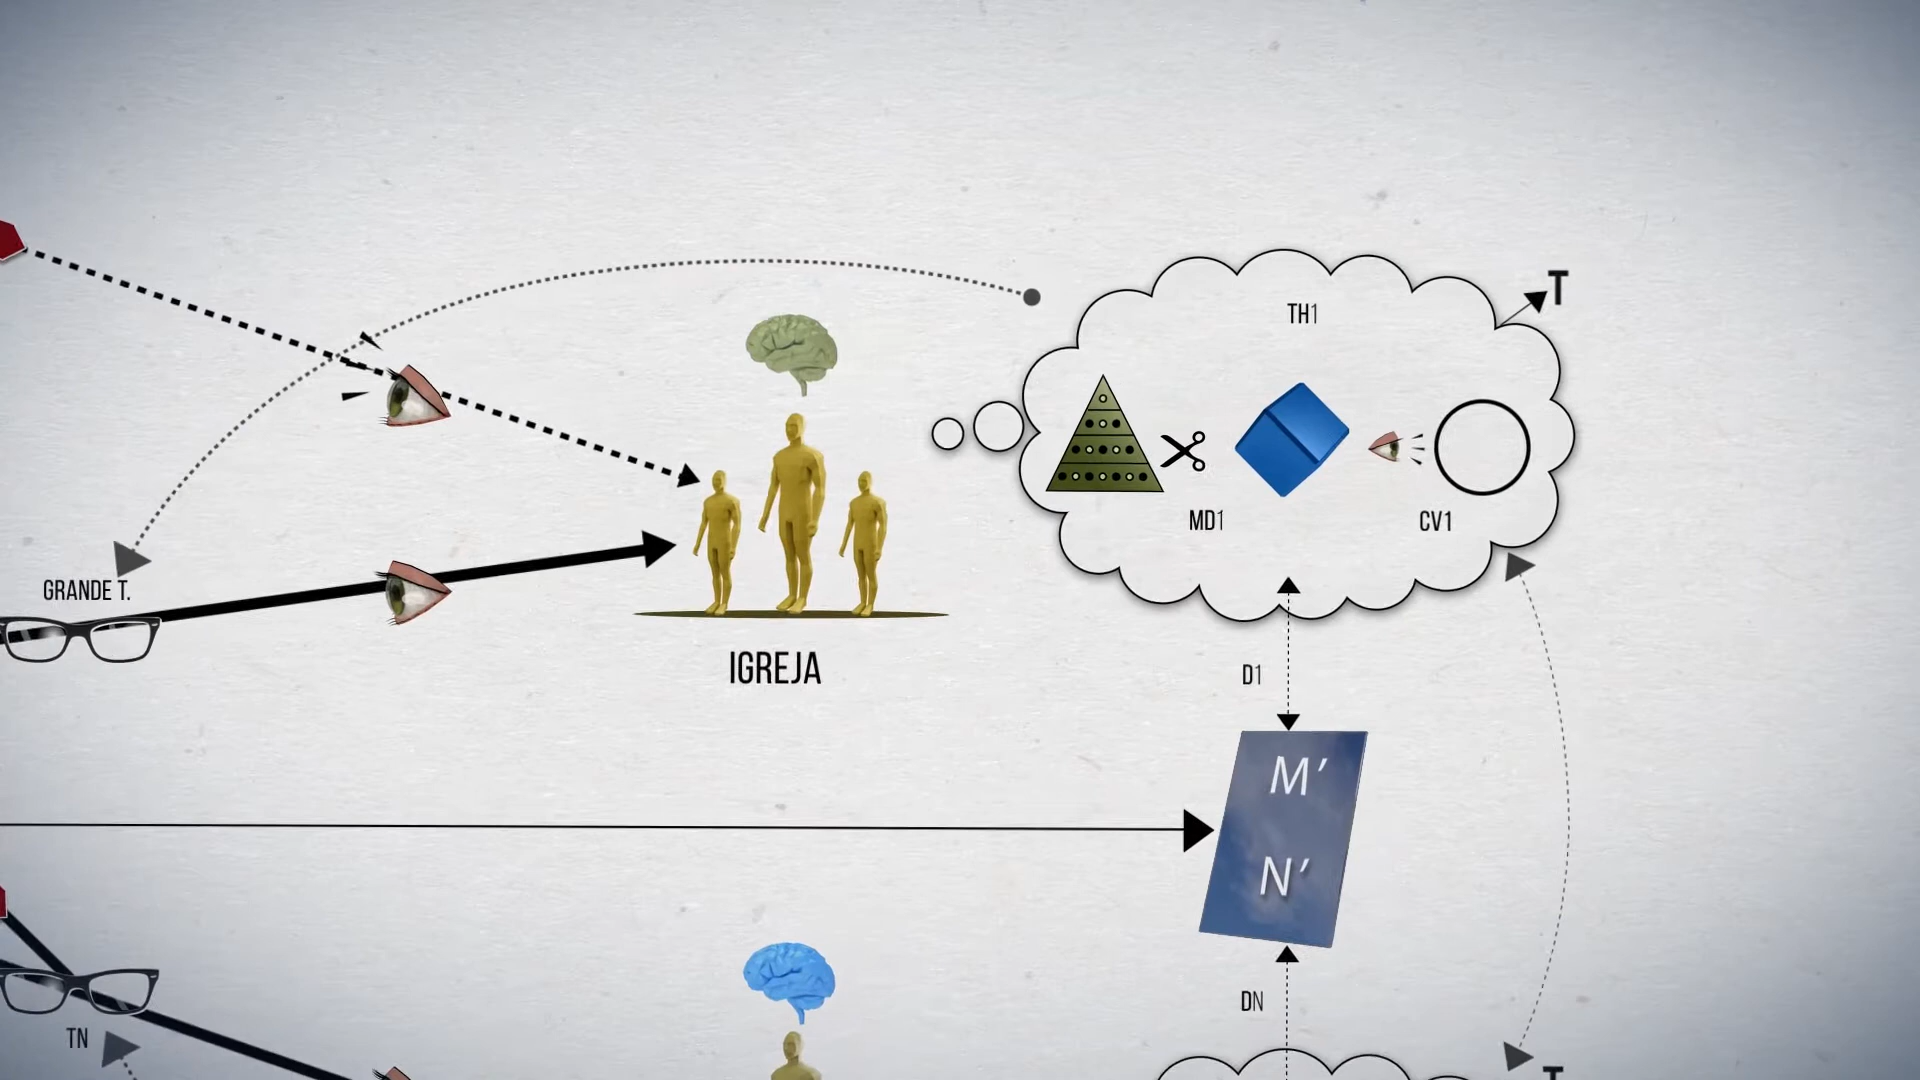 T
TH1
MD1
CV1
GRANDE T.
IGREJA
D1
M′
N′
DN
TN
T